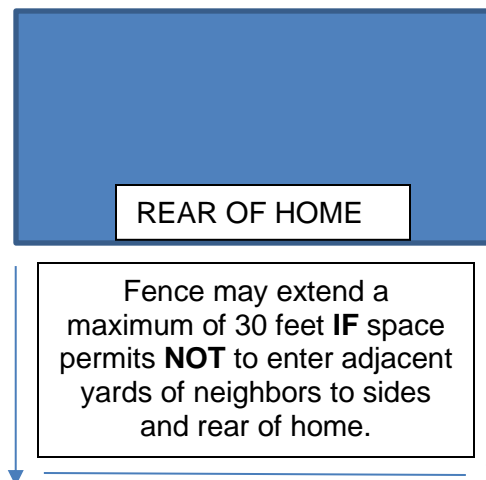 REAR OF HOME
Fence may extend a
maximum of 30 feet IF space
permits NOT to enter adjacent
yards of neighbors to sides
and rear of home.